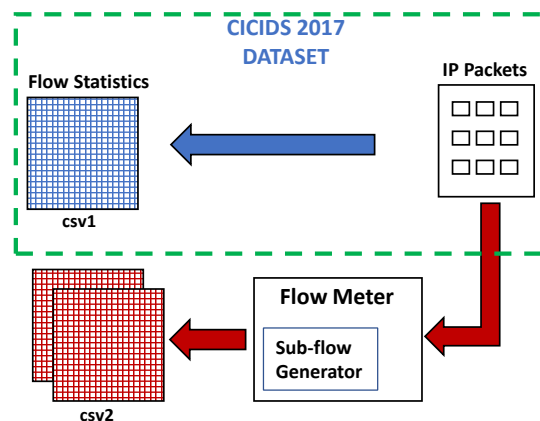 CICIDS 2017
DATASET
Flow Statistics
IP Packets
csv1
Flow Meter
Sub-flow
Generator
csv2